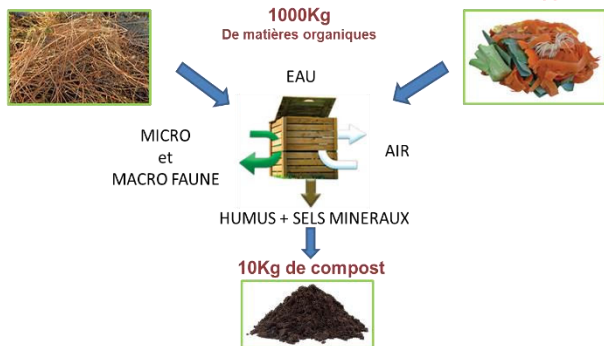 1000Kg
De matières organiques
EAU
MICRO
et
MACRO FAUNE
AIR
HUMUS + SELS MINERAUX
10Kg de compost